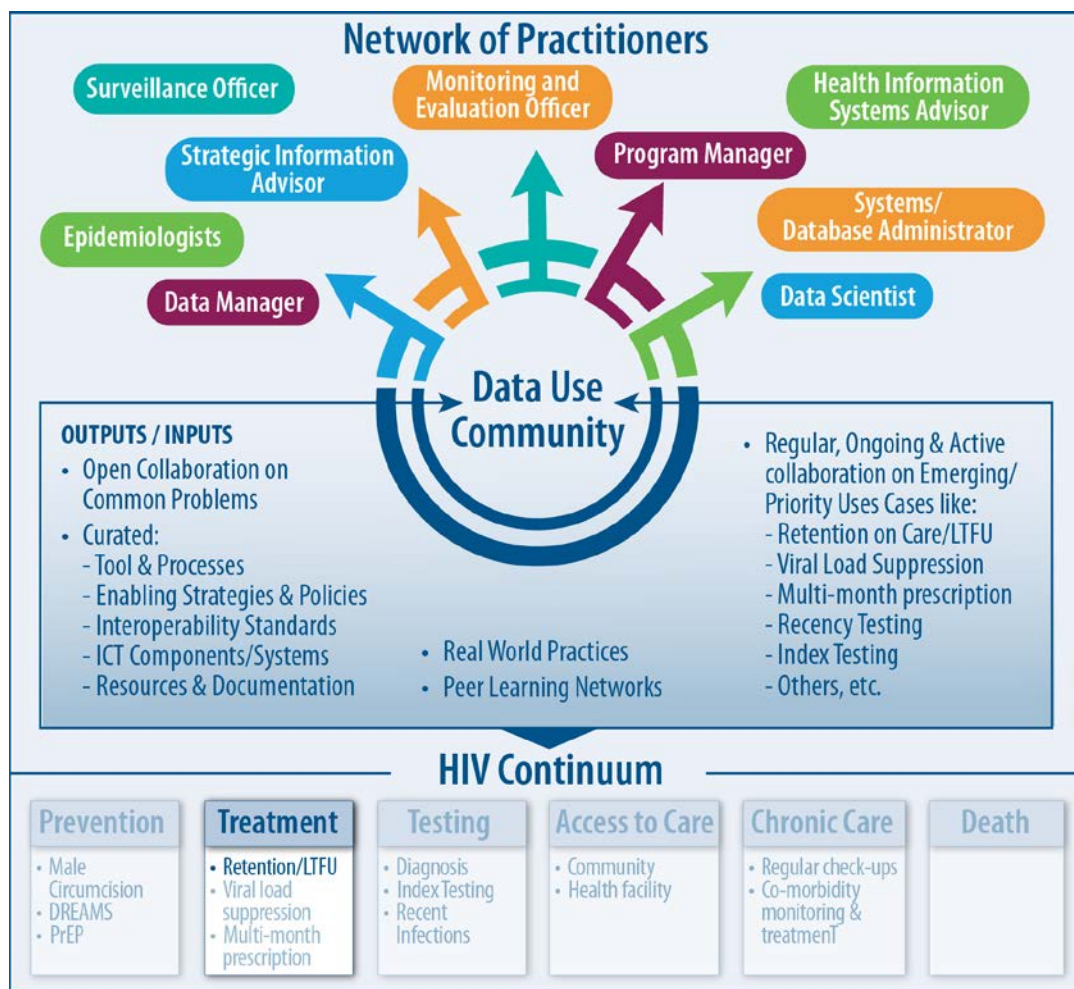 Network of Practitioners
Surveillance Officer
Monitoring and
Evaluation Officer
Health Information
Systems Advisor
Strategic Information
Advisor
Program Manager
Epidemiologists
Systems/
Database Administrator
Data Manager
Data Scientist
Data Use
Community
OUTPUTS / INPUTS
• Open Collaboration on
Common Problems
• Curated:
- Tool & Processes
- Enabling Strategies & Policies
- Interoperability Standards
- ICT Components/Systems
- Resources & Documentation
• Real World Practices
• Peer Learning Networks
• Regular, Ongoing & Active
collaboration on Emerging/
Priority Uses Cases like:
- Retention on Care/LTFU
- Viral Load Suppression
- Multi-month prescription
- Recency Testing
- Index Testing
- Others, etc.
HIV Continuum
Prevention
• Male
Circumcision
• DREAMS
• PrEP
Treatment
• Retention/LTFU
• Viral load
suppression
• Multi-month
prescription
Testing
• Diagnosis
• Index Testing
• Recent
Infections
Access to Care
• Community
• Health facility
Chronic Care
• Regular check-ups
• Co-morbidity
monitoring &
treatmenT
Death